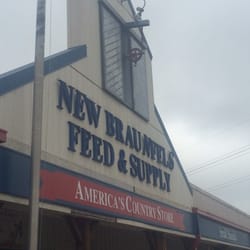 NEW BRAUNFELS
FEED & SUPPLY
AMERICA'S COUNTRY STORE